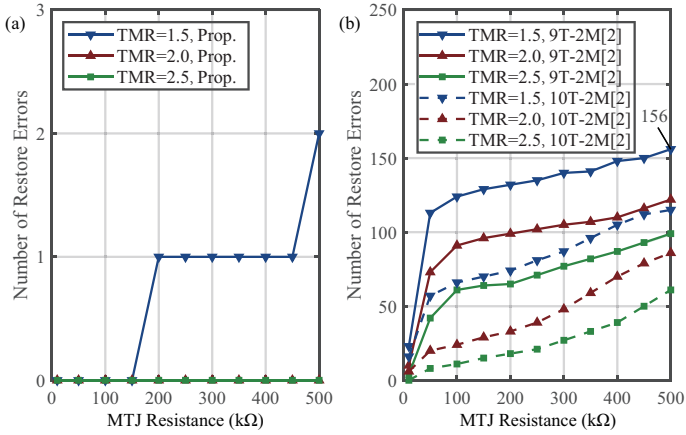 (a)
3
2
1
0
Number of Restore Errors
TMR=1.5, Prop.
TMR=2.0, Prop.
TMR=2.5, Prop.
0 100 200 300 400 500
MTJ Resistance (kΩ)
(b)
250
200
150
100
50
0
Number of Restore Errors
TMR=1.5, 9T-2M[2]
TMR=2.0, 9T-2M[2]
TMR=2.5, 9T-2M[2]
TMR=1.5, 10T-2M[2]
TMR=2.0, 10T-2M[2]
TMR=2.5, 10T-2M[2]
156
0 100 200 300 400 500
MTJ Resistance (kΩ)